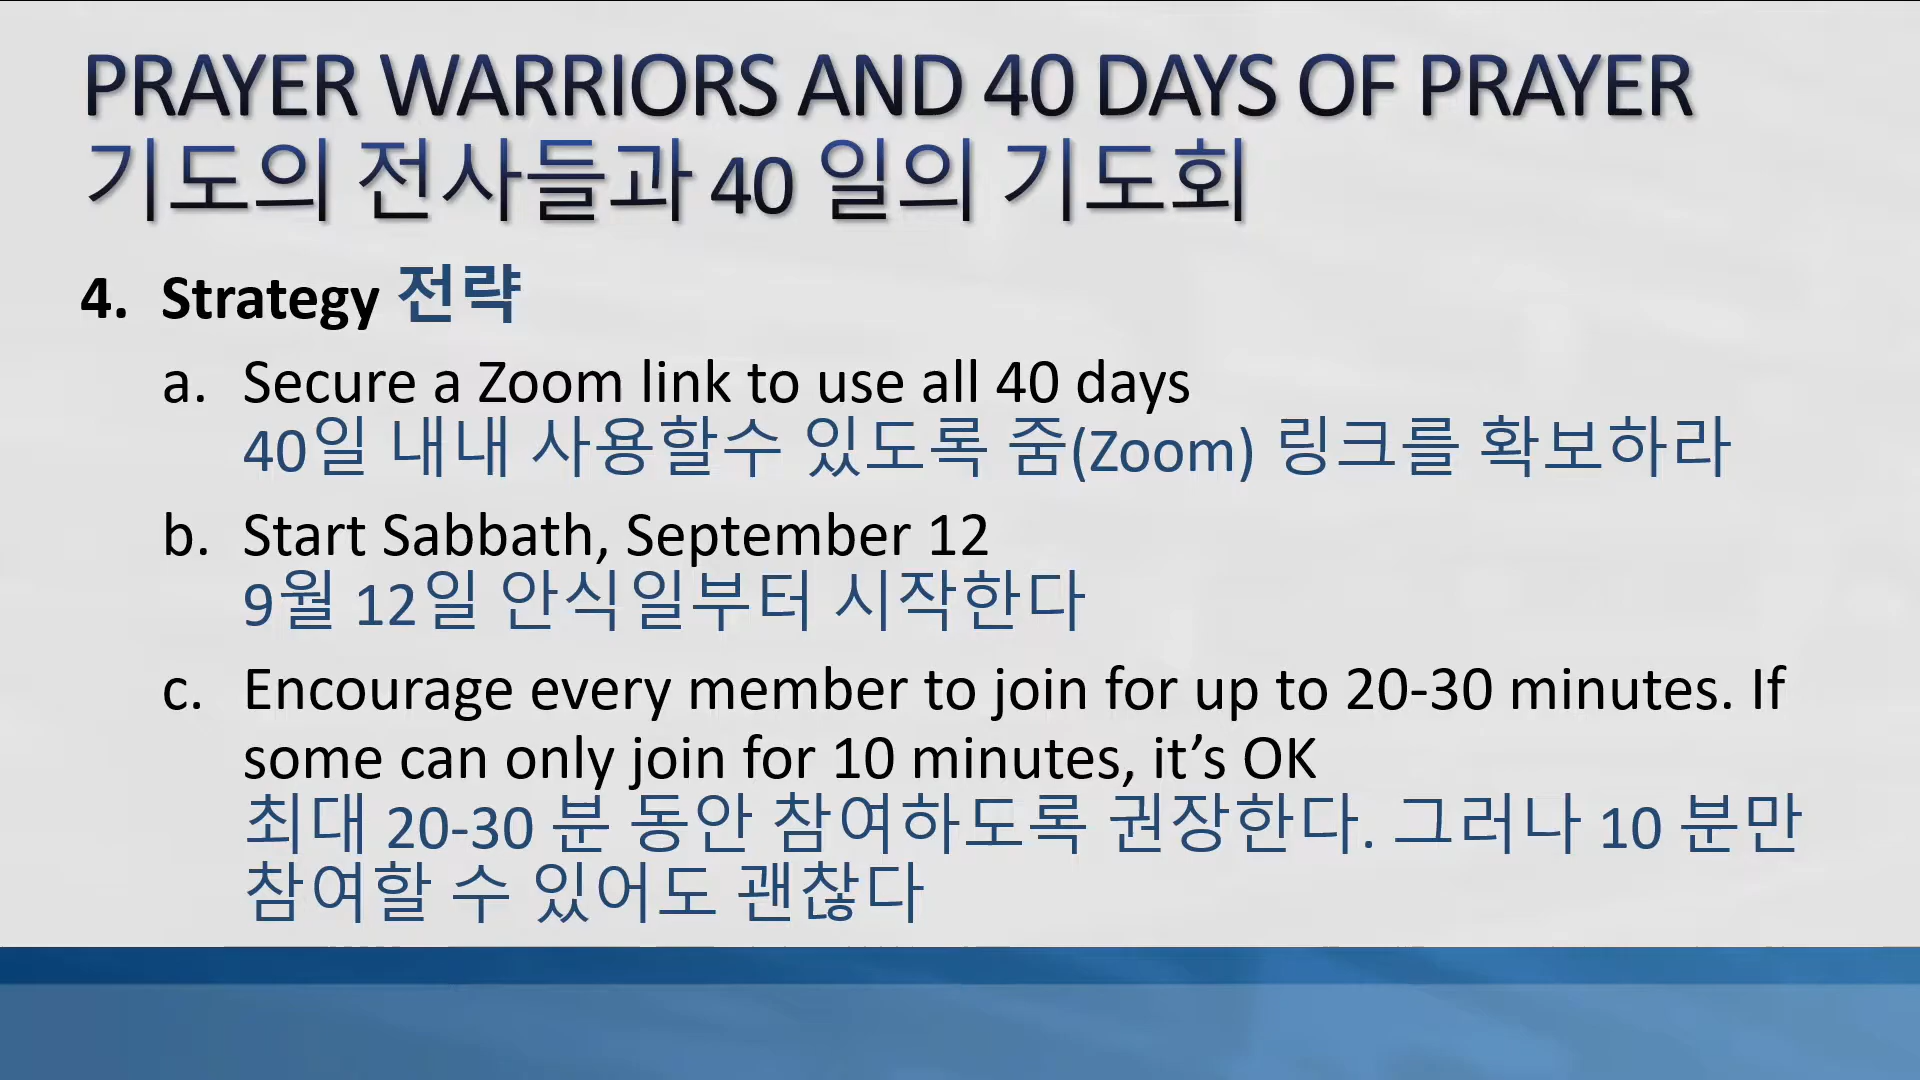 PRAYER WARRIORS AND 40 DAYS OF PRAYER
기도의 전사들과 40 일의 기도회
4. Strategy 전략
a. Secure a Zoom link to use all 40 days
40일 내내 사용할수 있도록 줌(Zoom) 링크를 확보하라
b. Start Sabbath, September 12
9월 12일 안식일부터 시작한다
c. Encourage every member to join for up to 20-30 minutes. If
some can only join for 10 minutes, it’s OK
최대 20-30 분 동안 참여하도록 권장한다. 그러나 10 분만
참여할 수 있어도 괜찮다